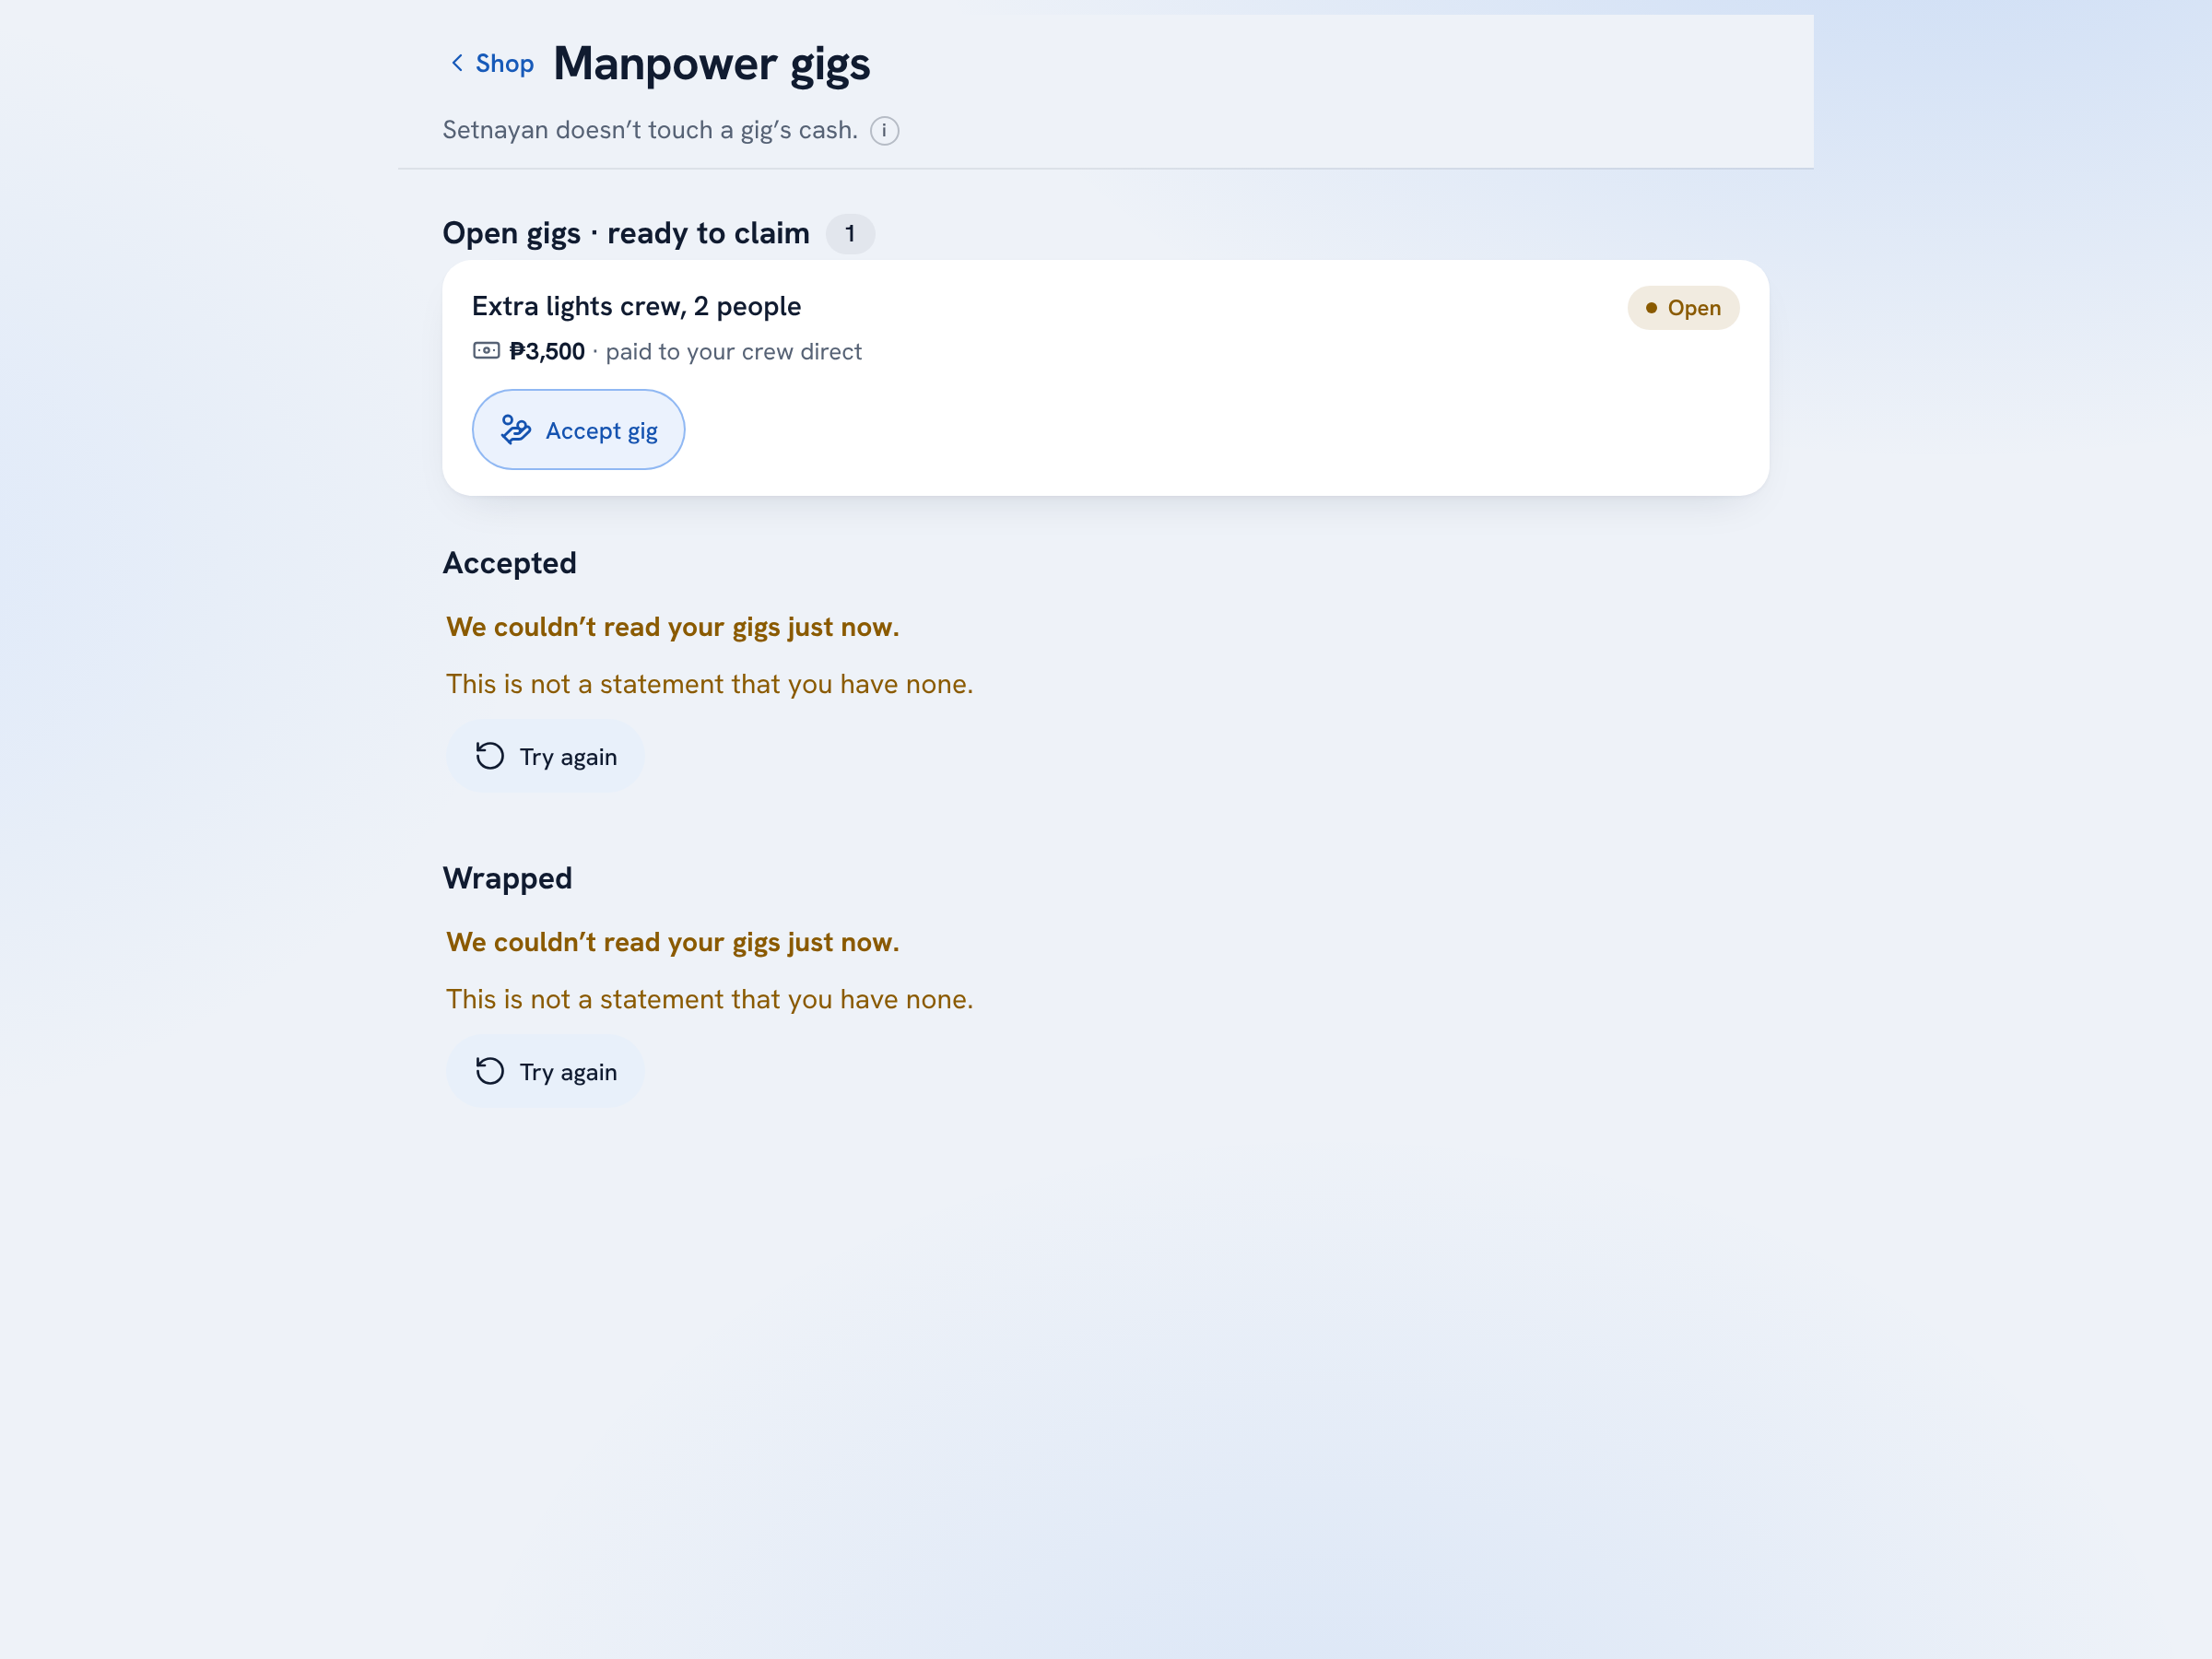 Shop Manpower gigs
Setnayan doesn’t touch a gig’s cash. i
Open gigs · ready to claim 1
Extra lights crew, 2 people
Open
₱3,500 · paid to your crew direct
Accept gig
Accepted
We couldn’t read your gigs just now.
This is not a statement that you have none.
Try again
Wrapped
We couldn’t read your gigs just now.
This is not a statement that you have none.
Try again